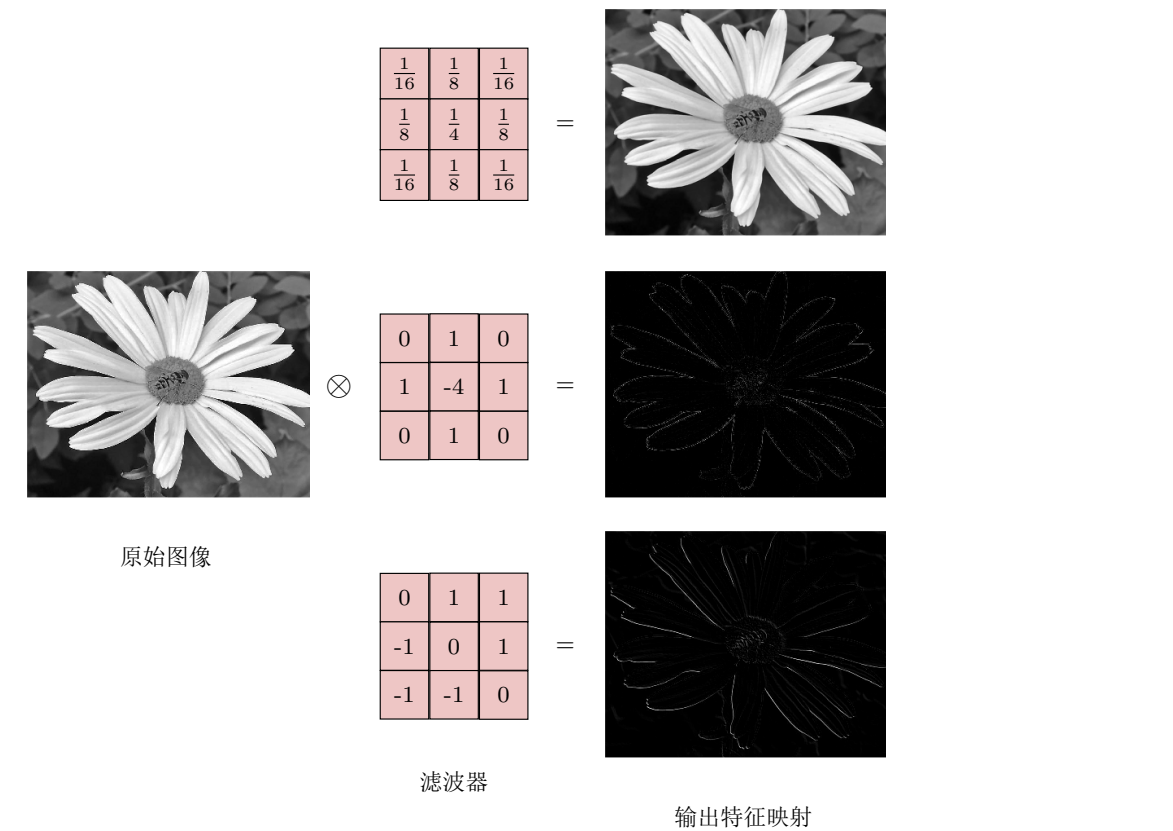 1/16 1/8 1/16
1/8 1/4 1/8 =
1/16 1/8 1/16
0 1 0
⊗ 1 -4 1 =
0 1 0
原始图像
0 1 1
-1 0 1 =
-1 -1 0
滤波器
输出特征映射